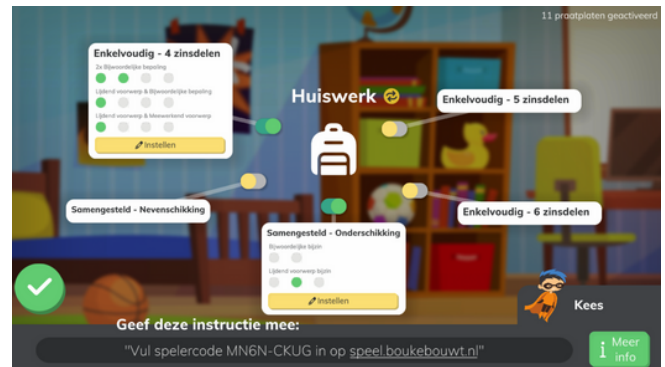 11 praatplaten geactiveerd
Enkelvoudig - 4 zinsdelen
2x Bijwoordelijke bepaling
Lijdend voorwerp & Bijwoordelijke bepaling
Lijdend voorwerp & Meewerkend voorwerp
Instellen
Huiswerk
Enkelvoudig - 5 zinsdelen
Samengesteld - Nevenschikking
Enkelvoudig - 6 zinsdelen
Samengesteld - Onderschikking
Bijwoordelijke bijzin
Lijdend voorwerp bijzin
Instellen
Kees
Geef deze instructie mee:
"Vul spelercode MN6N-CKUG in op speel.boukebouwt.nl"
i Meer
info